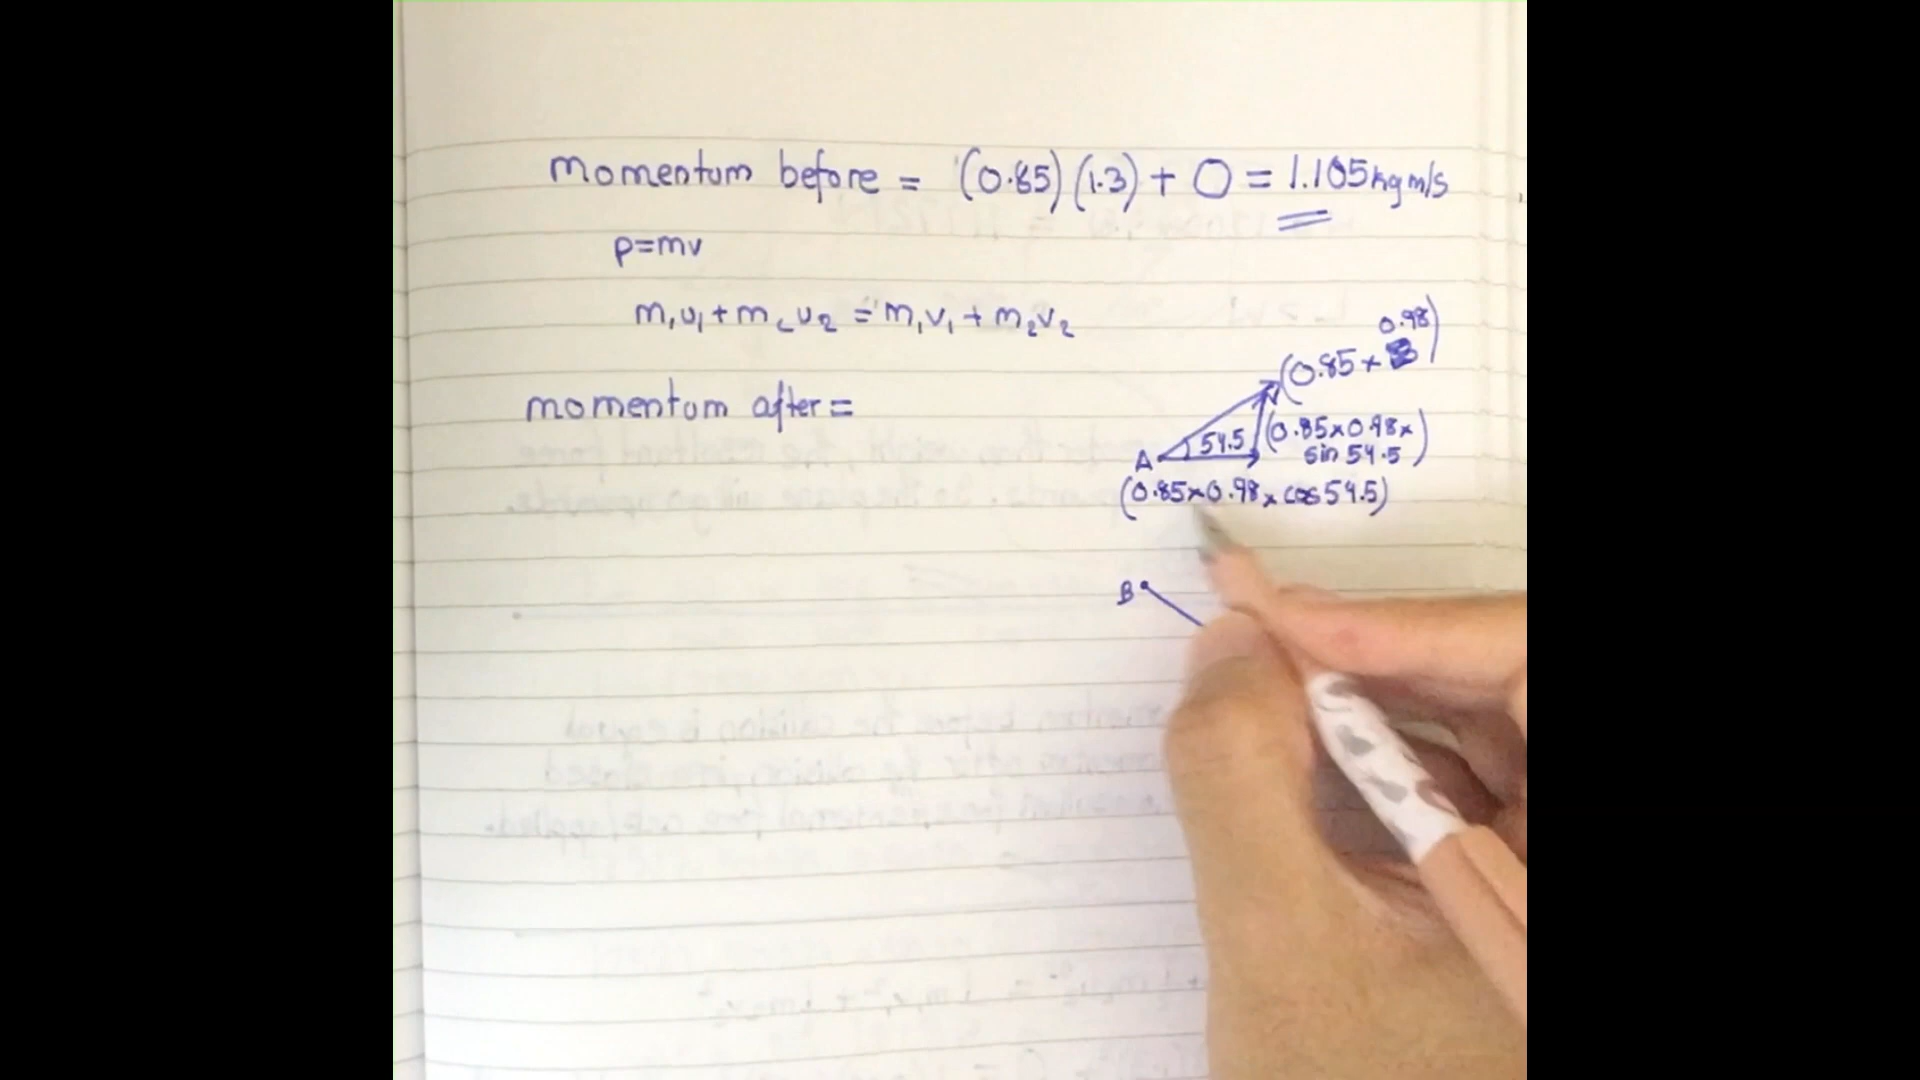 momentum before = (0.85)(1.3) + 0 = 1.105 kg m/s
p=mv
m₁u₁ + m₂u₂ = m₁v₁ + m₂v₂
0.98)
(0.85 ×
momentum after =
54.5
(0.85×0.98×
sin 54.5)
A
(0.85×0.98×cos 54.5)
B